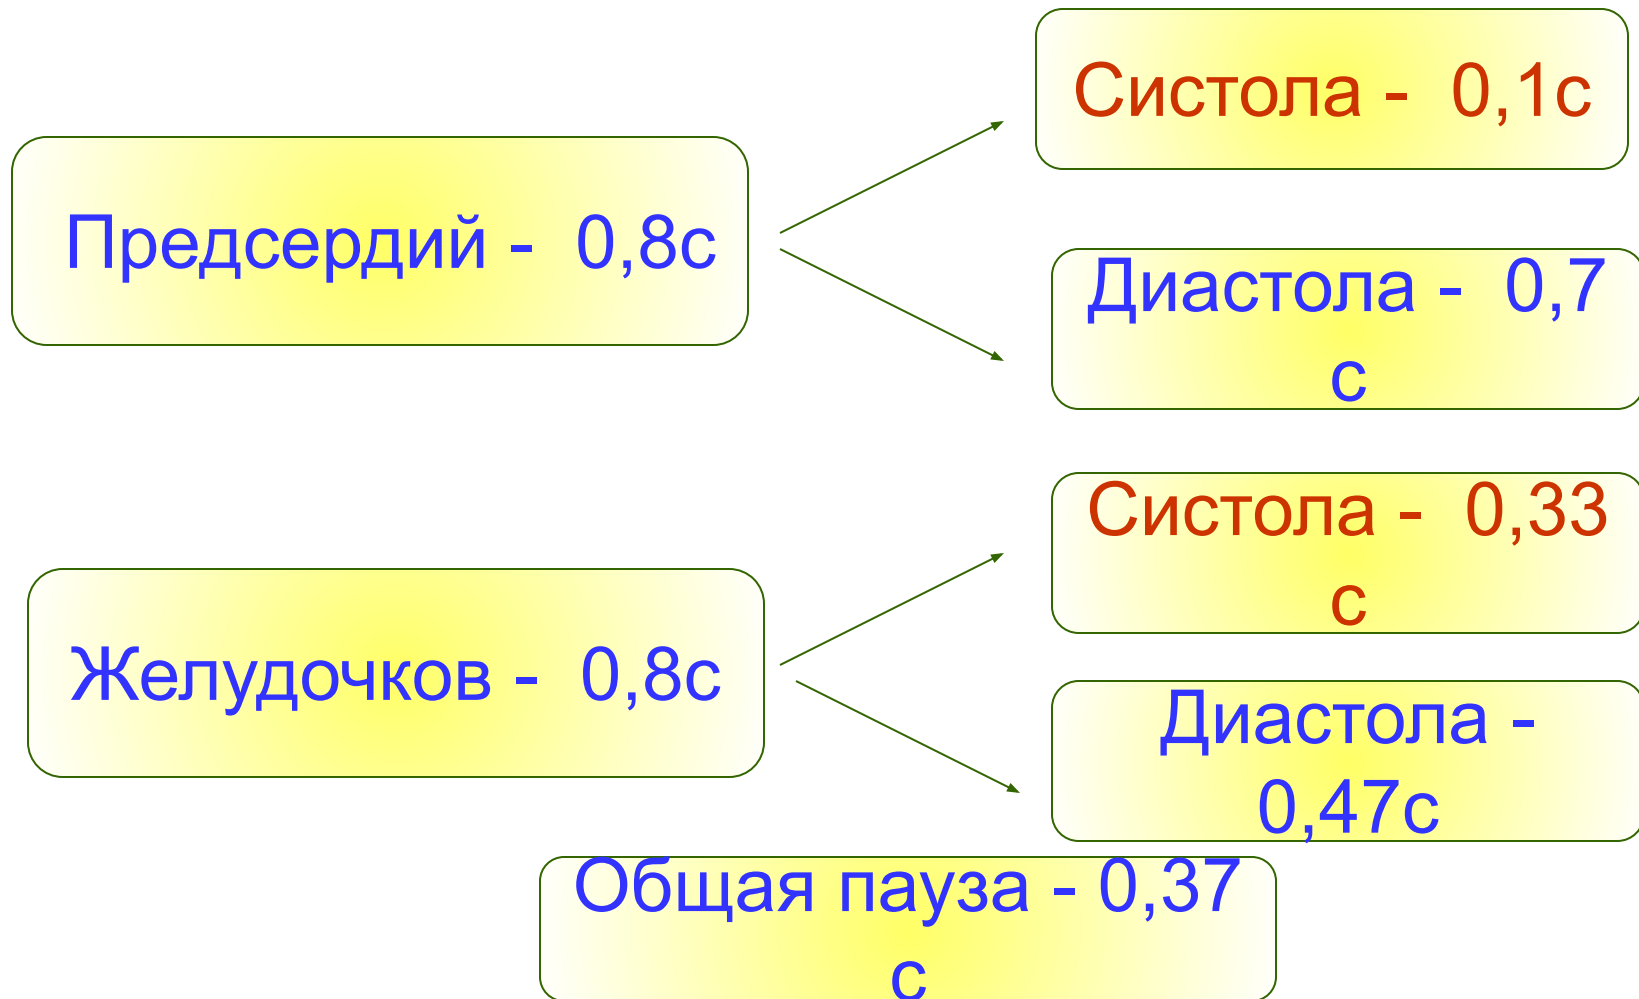 Предсердий - 0,8с
Систола - 0,1с
Диастола - 0,7
с
Желудочков - 0,8с
Систола - 0,33
с
Диастола -
0,47с
Общая пауза - 0,37
с